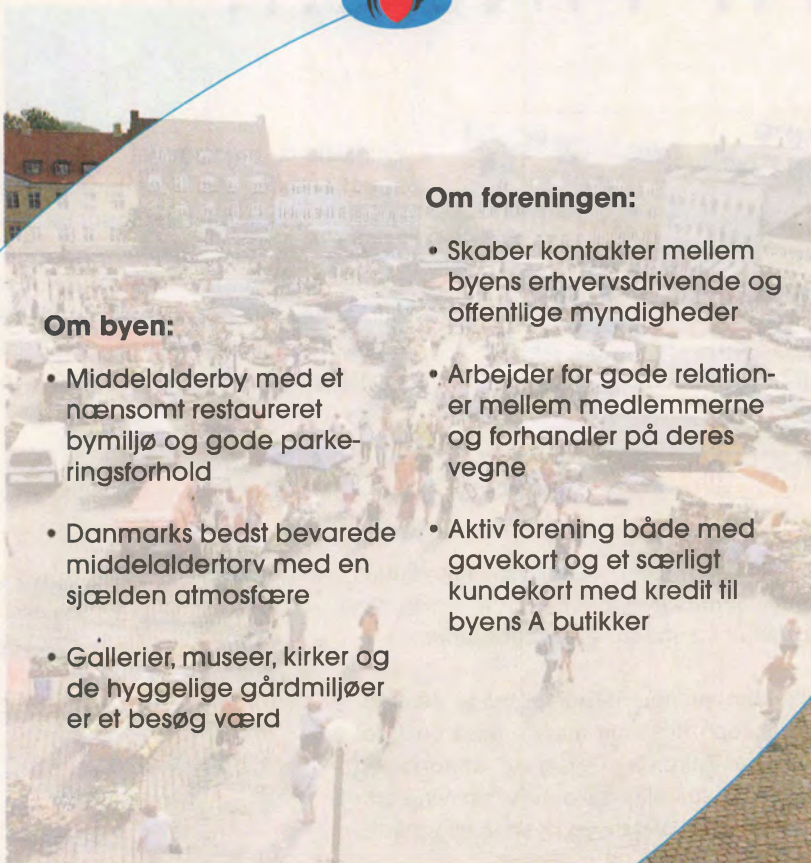 Om byen:
• Middelalderby med et
nænsomt restaureret
bymiljø og gode parke-
ringsforhold
• Danmarks bedst bevarede
middelaldertorv med en
sjælden atmosfære
• Gallerier, museer, kirker og
de hyggelige gårdmiljøer
er et besøg værd
Om foreningen:
• Skaber kontakter mellem
byens erhvervsdrivende og
offentlige myndigheder
• Arbejder for gode relation-
er mellem medlemmerne
og forhandler på deres
vegne
• Aktiv forening både med
gavekort og et særligt
kundekort med kredit til
byens A butikker